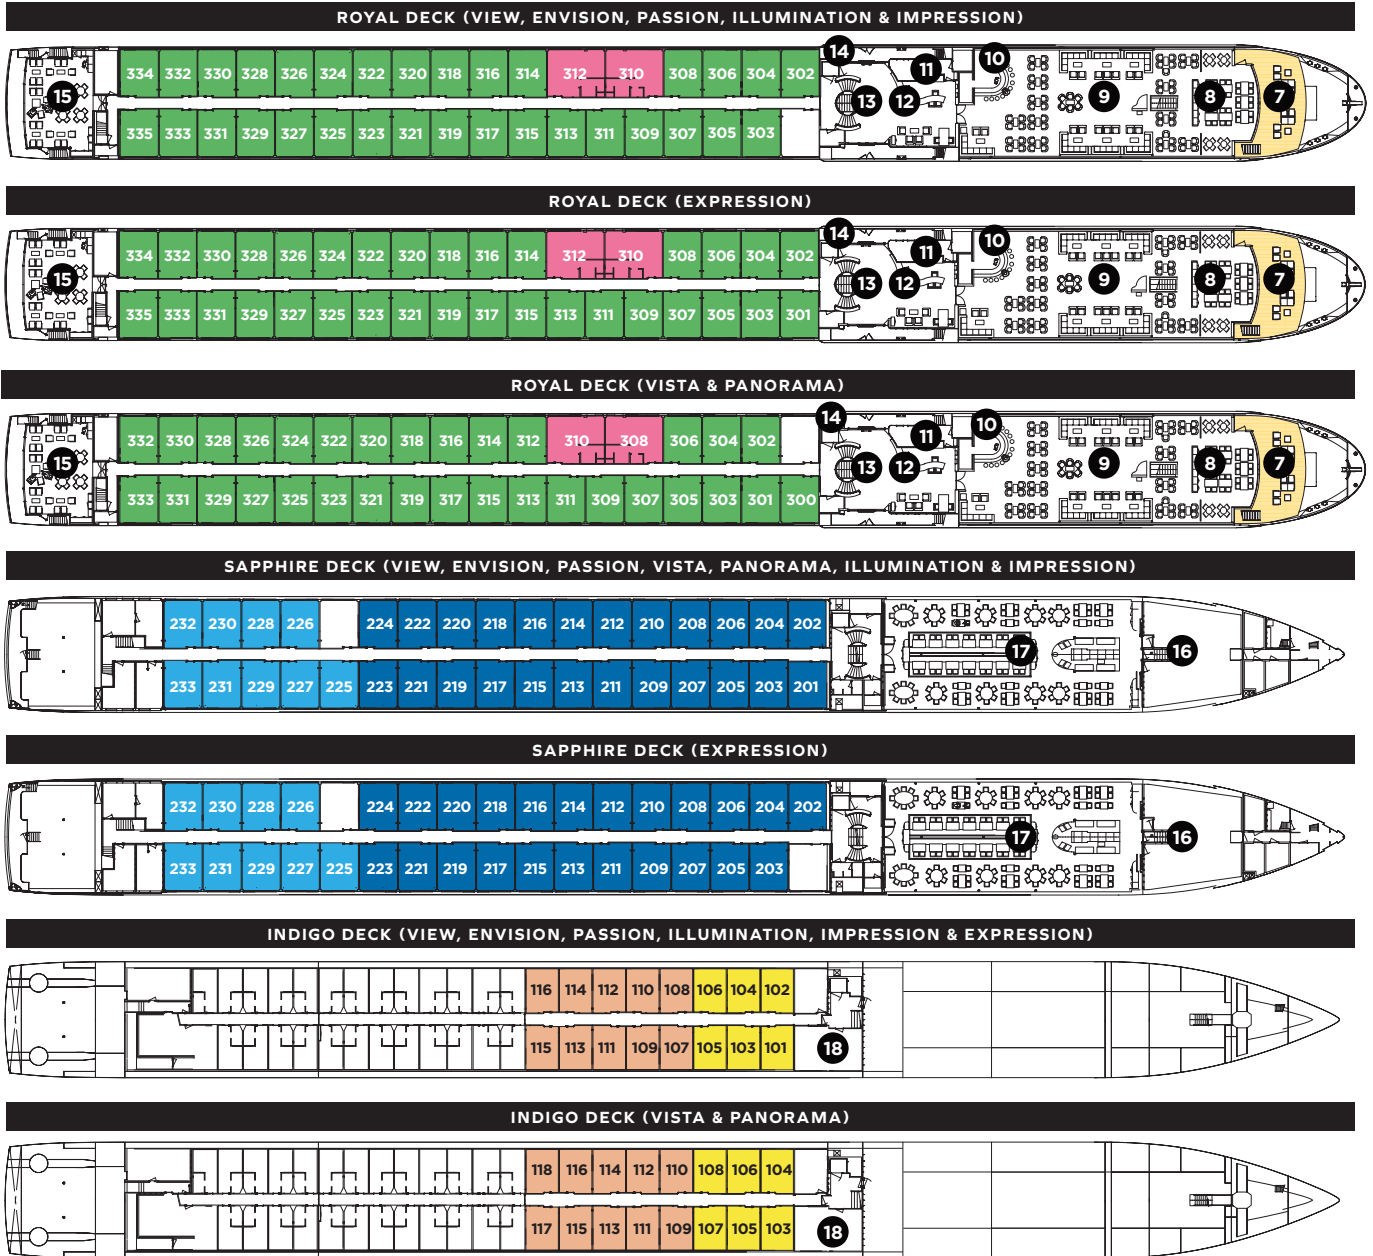 ROYAL DECK (VIEW, ENVISION, PASSION, ILLUMINATION & IMPRESSION)
14
334 332 330 328 326 324 322 320 318 316 314 312 310 308 306 304 302 11 10
15 13 12 9 8 7
335 333 331 329 327 325 323 321 319 317 315 313 311 309 307 305 303
ROYAL DECK (EXPRESSION)
14 10
334 332 330 328 326 324 322 320 318 316 314 312 310 308 306 304 302 11
15 13 12 9 8 7
335 333 331 329 327 325 323 321 319 317 315 313 311 309 307 305 303 301
ROYAL DECK (VISTA & PANORAMA)
14 10
332 330 328 326 324 322 320 318 316 314 312 310 308 306 304 302 11
15 13 12 9 8 7
333 331 329 327 325 323 321 319 317 315 313 311 309 307 305 303 301 300
SAPPHIRE DECK (VIEW, ENVISION, PASSION, VISTA, PANORAMA, ILLUMINATION & IMPRESSION)
232 230 228 226 224 222 220 218 216 214 212 210 208 206 204 202
17 16
233 231 229 227 225 223 221 219 217 215 213 211 209 207 205 203 201
SAPPHIRE DECK (EXPRESSION)
232 230 228 226 224 222 220 218 216 214 212 210 208 206 204 202
17 16
233 231 229 227 225 223 221 219 217 215 213 211 209 207 205 203
INDIGO DECK (VIEW, ENVISION, PASSION, ILLUMINATION, IMPRESSION & EXPRESSION)
116 114 112 110 108 106 104 102
115 113 111 109 107 105 103 101 18
INDIGO DECK (VISTA & PANORAMA)
118 116 114 112 110 108 106 104
117 115 113 111 109 107 105 103 18